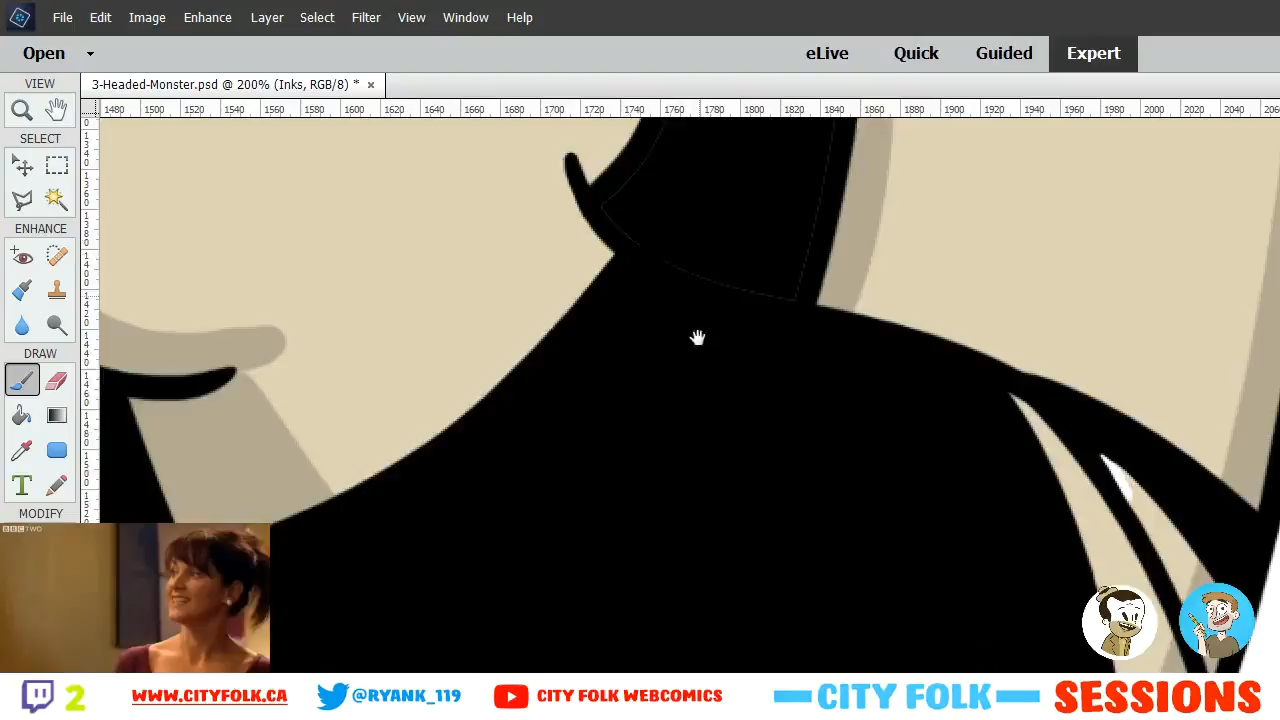 File Edit Image Enhance Layer Select Filter View Window Help
Open eLive Quick Guided Expert
VIEW 3-Headed-Monster.psd @ 200% (Inks, RGB/8) * ×
1480 1500 1520 1540 1560 1580 1600 1620 1640 1660 1680 1700 1720 1740 1760 1780 1800 1820 1840 1860 1880 1900 1920 1940 1960 1980 2000 2020 2040 2060
SELECT
ENHANCE
DRAW
T
MODIFY
BBC TWO
2 WWW.CITYFOLK.CA @RYANK_119 CITY FOLK WEBCOMICS CITY FOLK SESSIONS